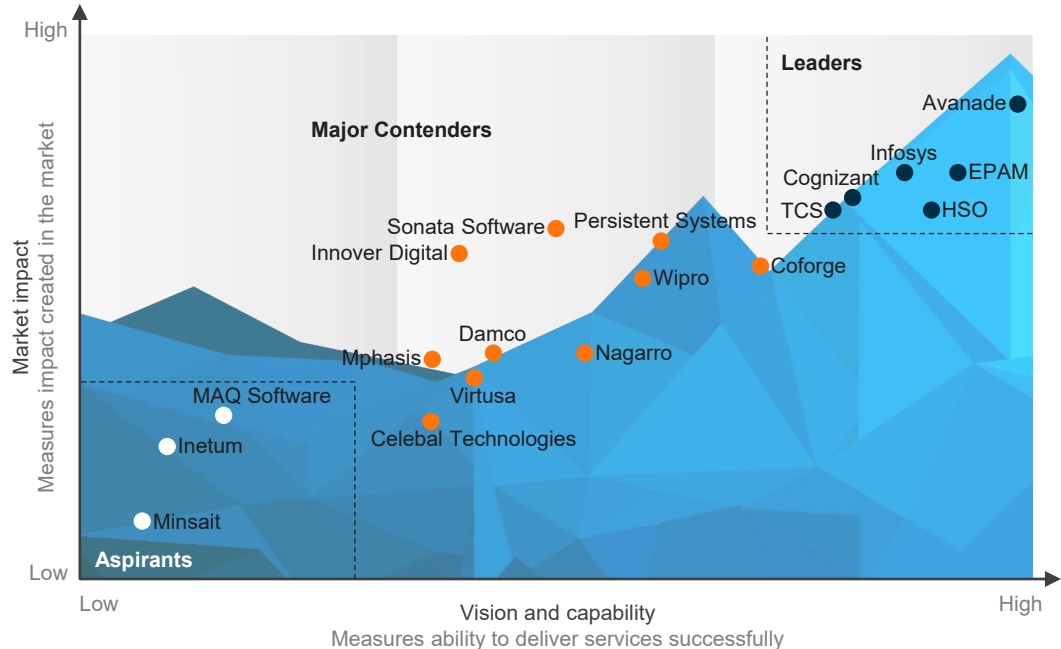 High
Leaders
Avanade
Major Contenders
Infosys
EPAM
Cognizant
TCS
HSO
Sonata Software
Persistent Systems
Innover Digital
Coforge
Wipro
Market impact
Measures impact created in the market
Damco
Mphasis
Nagarro
Virtusa
MAQ Software
Celebal Technologies
Inetum
Minsait
Aspirants
Low
Low
Vision and capability
High
Measures ability to deliver services successfully